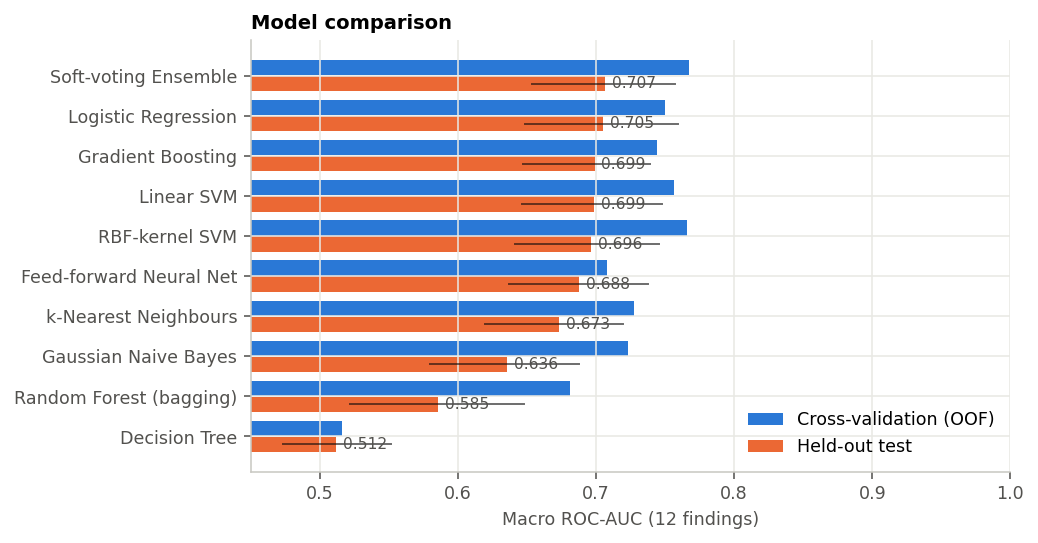 Model comparison
Soft-voting Ensemble
0.707
Logistic Regression
0.705
Gradient Boosting
0.699
Linear SVM
0.699
RBF-kernel SVM
0.696
Feed-forward Neural Net
0.688
k-Nearest Neighbours
0.673
Gaussian Naive Bayes
0.636
Random Forest (bagging)
0.585
Decision Tree
0.512
Cross-validation (OOF)
Held-out test
0.5 0.6 0.7 0.8 0.9 1.0
Macro ROC-AUC (12 findings)